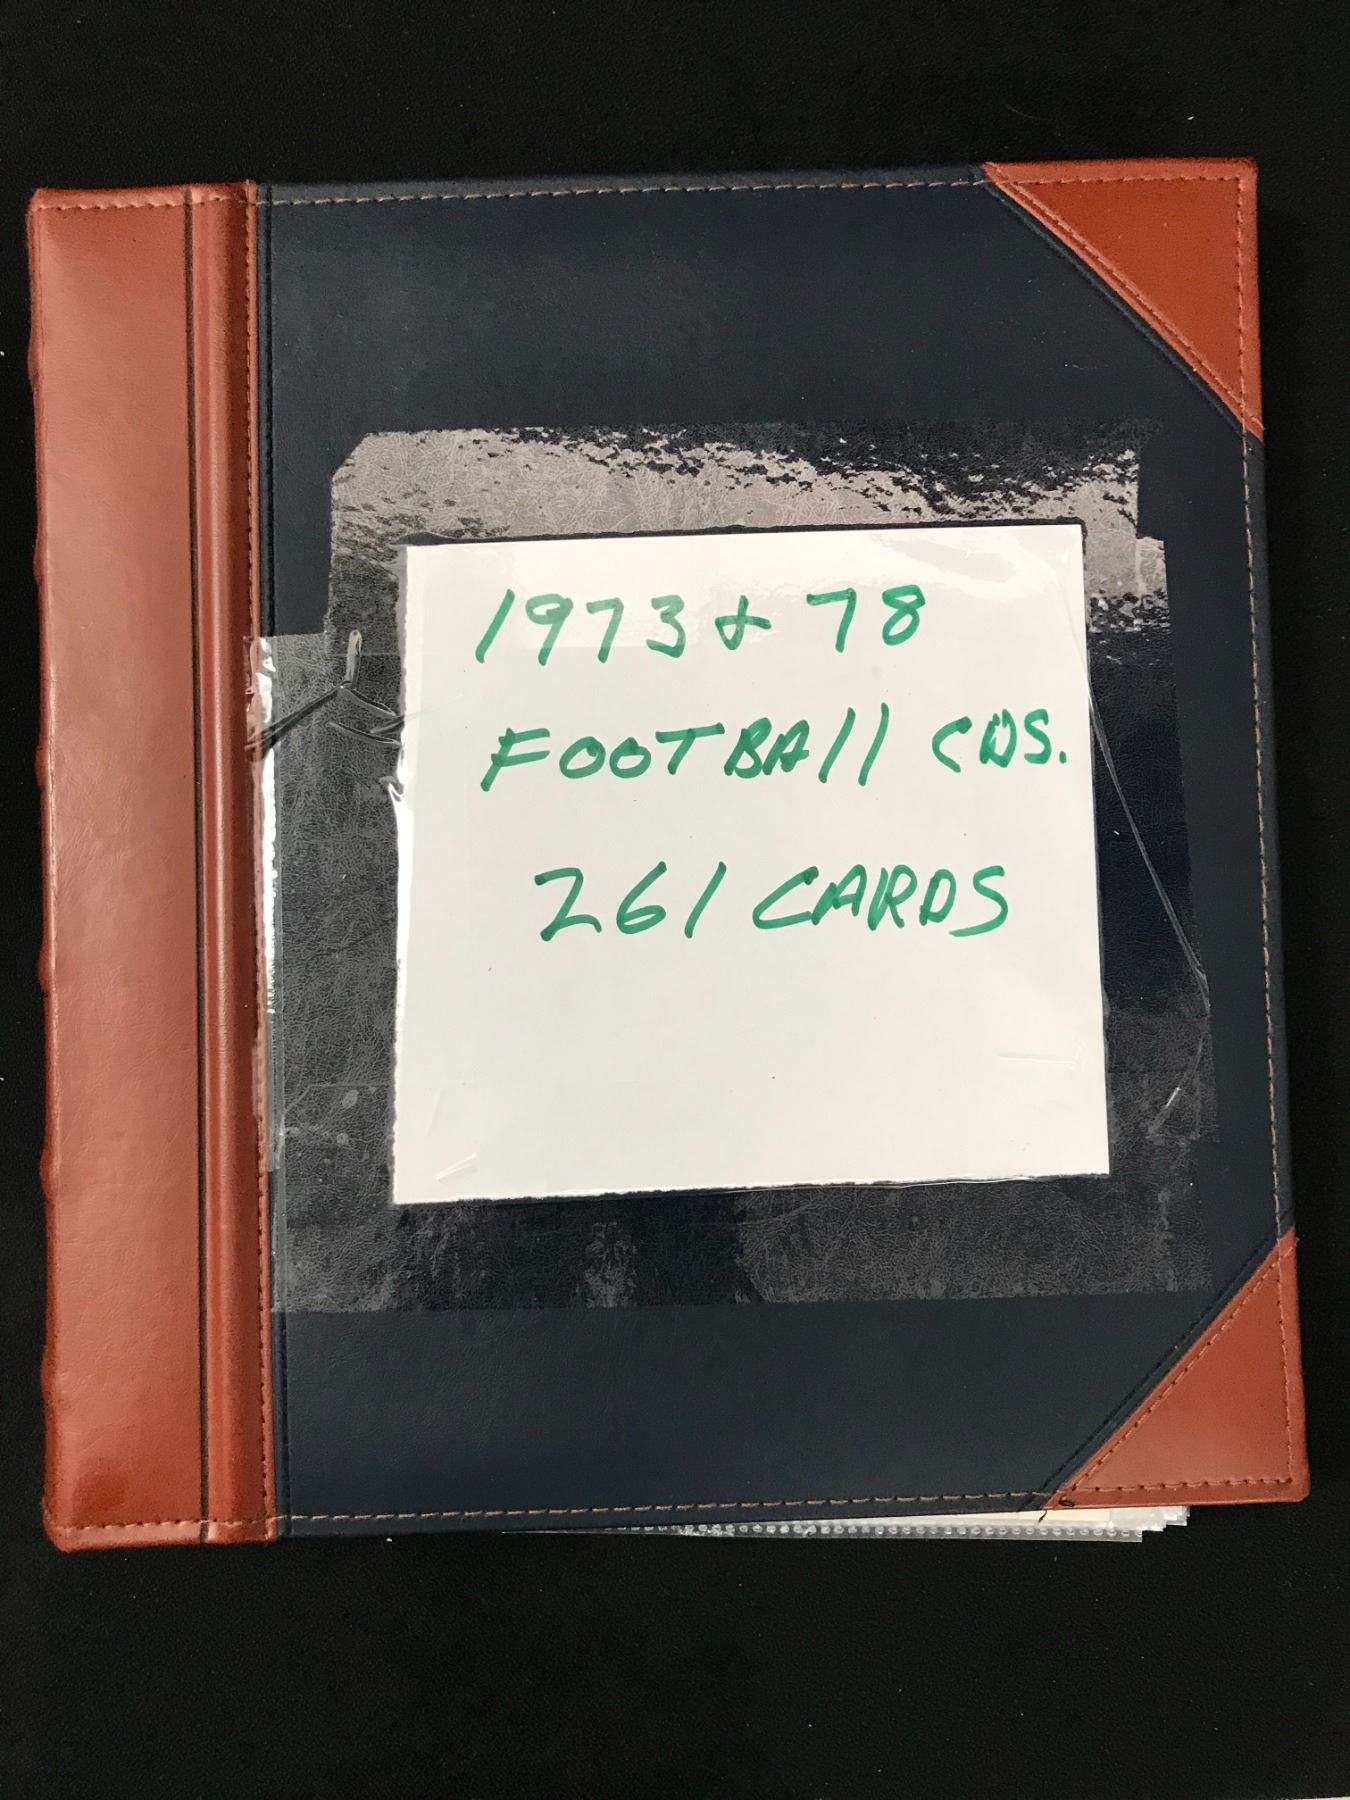 1973 & 78
FOOTBAll CDS.
261 CARDS